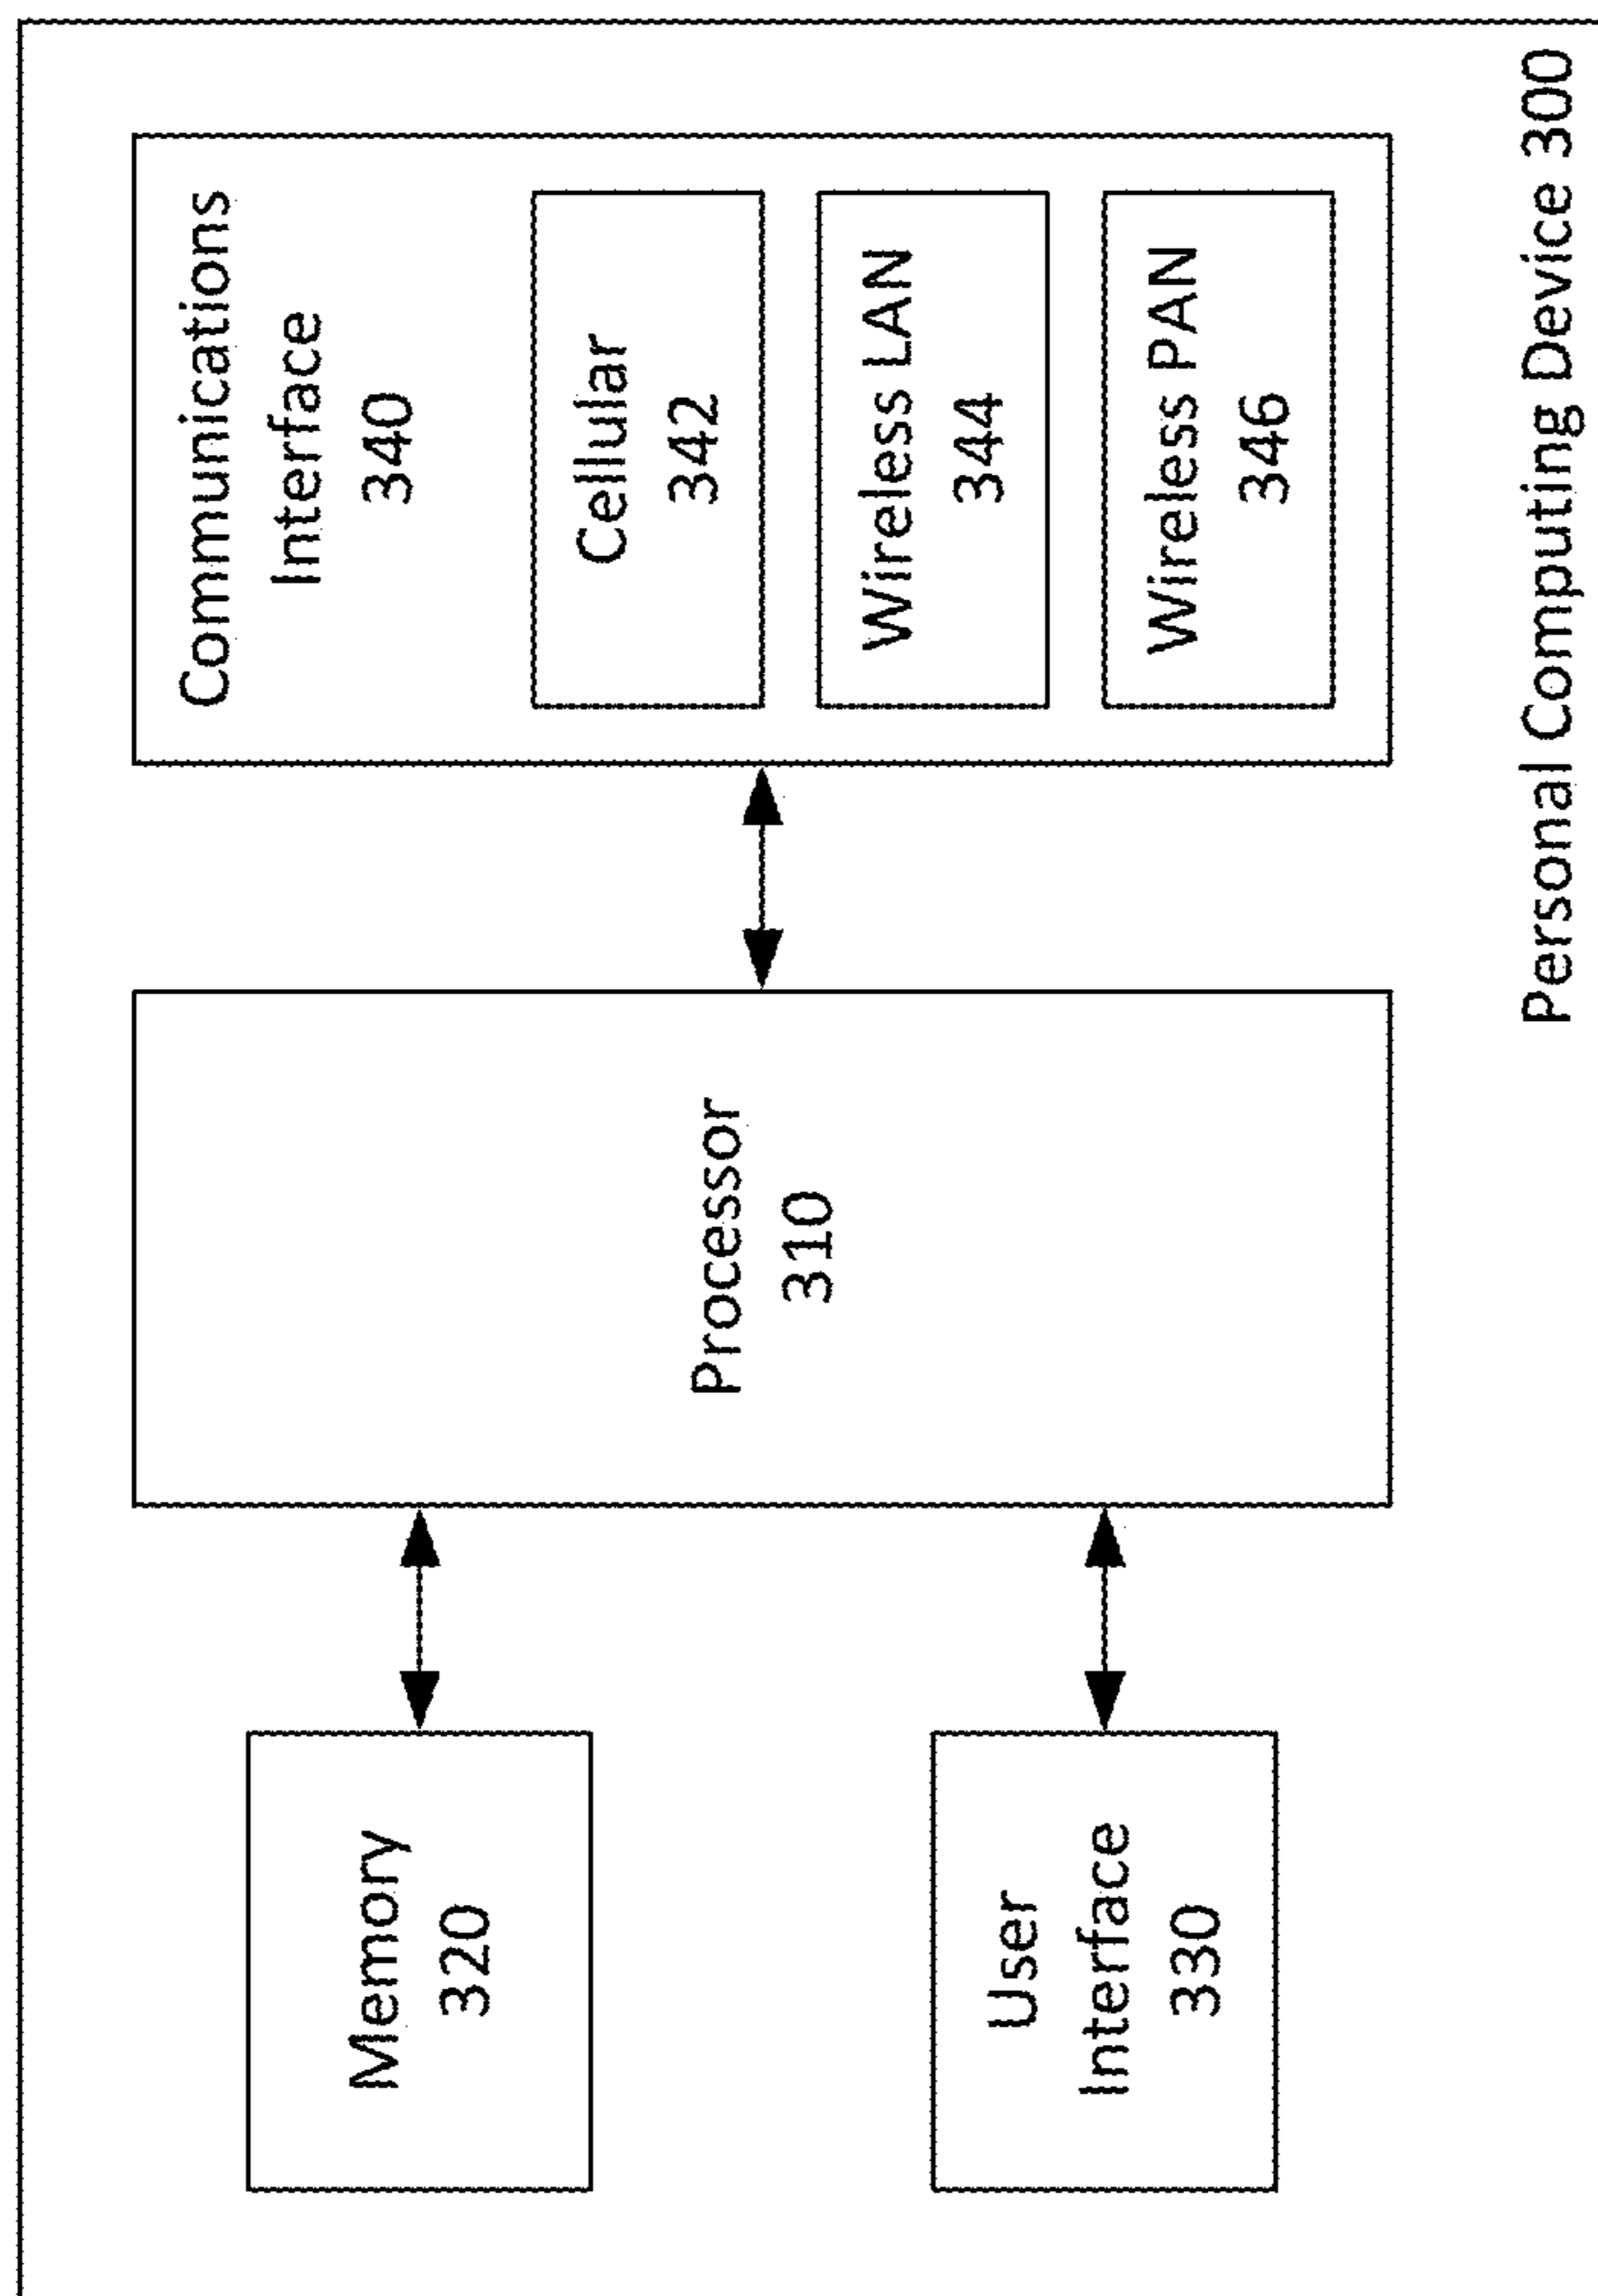 Memory
320
User
Interface
330
Processor
310
Communications
Interface
340
Cellular
342
Wireless LAN
344
Wireless PAN
346
Personal Computing Device 300